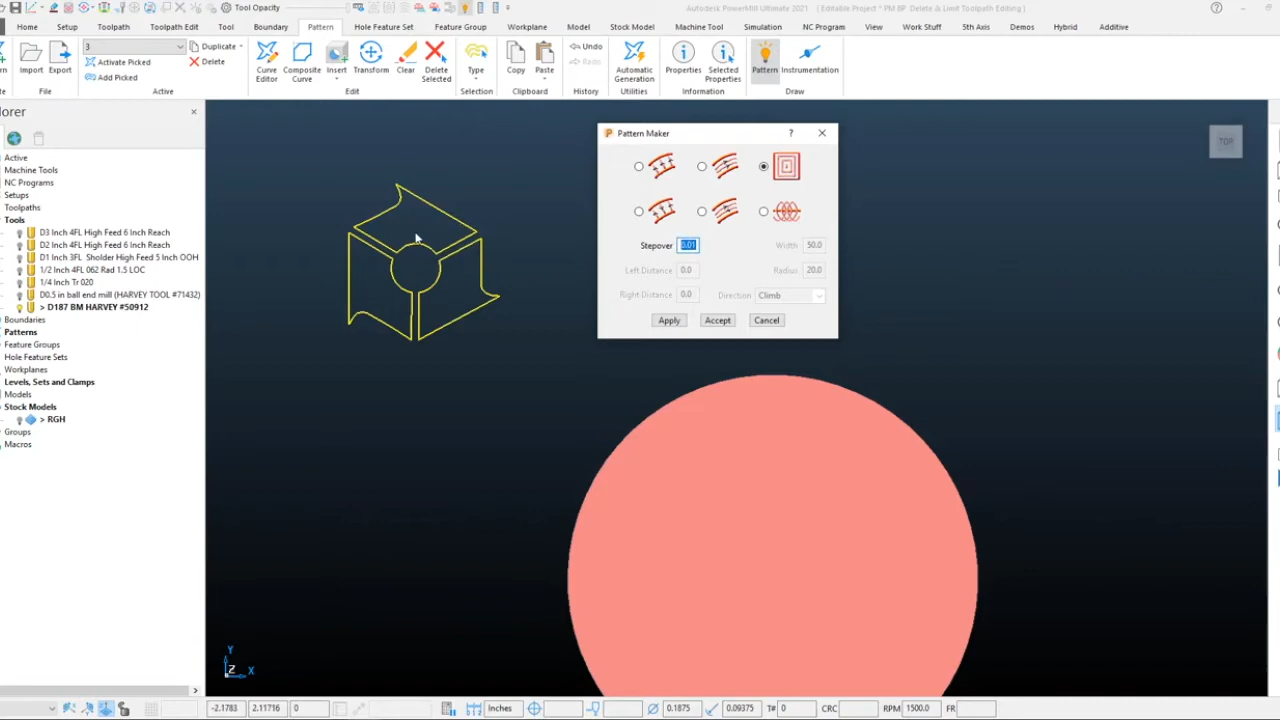 Tool Opacity
Autodesk PowerMill Ultimate 2021 [ Editable Project * PM BP Delete & Limit Toolpath Editing ]
Home Setup Toolpath Toolpath Edit Tool Boundary Pattern Hole Feature Set Feature Group Workplane Model Stock Model Machine Tool Simulation NC Program View Work Stuff 5th Axis Demos Hybrid Additive
3
Duplicate
Undo
Activate Picked
Delete
Redo
Add Picked
Import Export
Curve Editor
Composite Curve
Insert
Transform
Clear
Delete Selected
Type
Copy
Paste
Automatic Generation
Properties
Selected Properties
Pattern
Instrumentation
File Active Edit Selection Clipboard History Utilities Information Draw
lorer
Active
Machine Tools
NC Programs
Setups
Toolpaths
Tools
D3 Inch 4FL High Feed 6 Inch Reach
D2 Inch 4FL High Feed 6 Inch Reach
D1 Inch 3FL Sholder High Feed 5 Inch OOH
1/2 Inch 4FL 062 Rad 1.5 LOC
1/4 Inch Tr 020
D0.5 in ball end mill (HARVEY TOOL #71432)
> D187 BM HARVEY #50912
Boundaries
Patterns
Feature Groups
Hole Feature Sets
Workplanes
Levels, Sets and Clamps
Models
Stock Models
> RGH
Groups
Macros
Pattern Maker
?
Stepover 0.01 Width 50.0
Left Distance 0.0 Radius 20.0
Right Distance 0.0 Direction Climb
Apply Accept Cancel
TOP
Y
Z X
-2.1783 2.11716 0 Inches 0.1875 0.09375 T# 0 CRC RPM 1500.0 FR